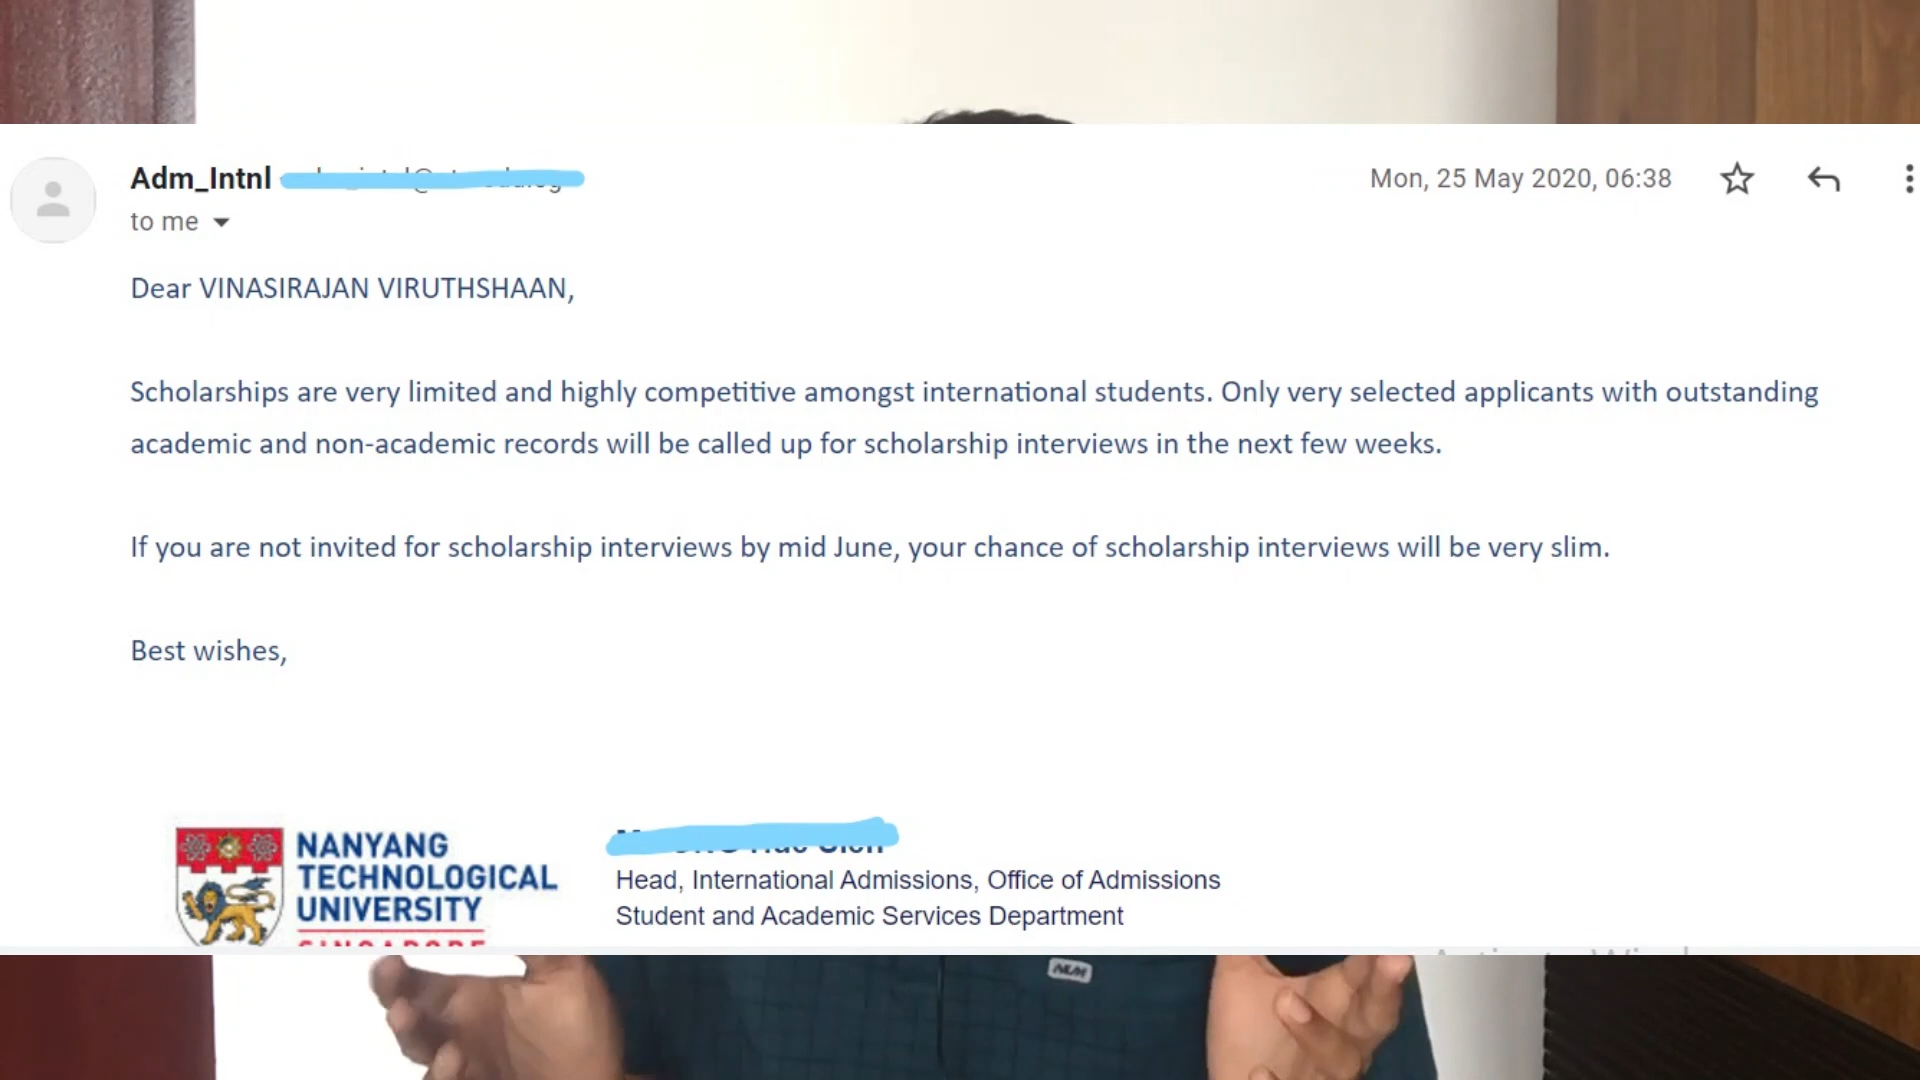 Adm_Intnl
Mon, 25 May 2020, 06:38
to me
Dear VINASIRAJAN VIRUTHSHAAN,
Scholarships are very limited and highly competitive amongst international students. Only very selected applicants with outstanding
academic and non-academic records will be called up for scholarship interviews in the next few weeks.
If you are not invited for scholarship interviews by mid June, your chance of scholarship interviews will be very slim.
Best wishes,
NANYANG
TECHNOLOGICAL
UNIVERSITY
SINGAPORE
Head, International Admissions, Office of Admissions
Student and Academic Services Department